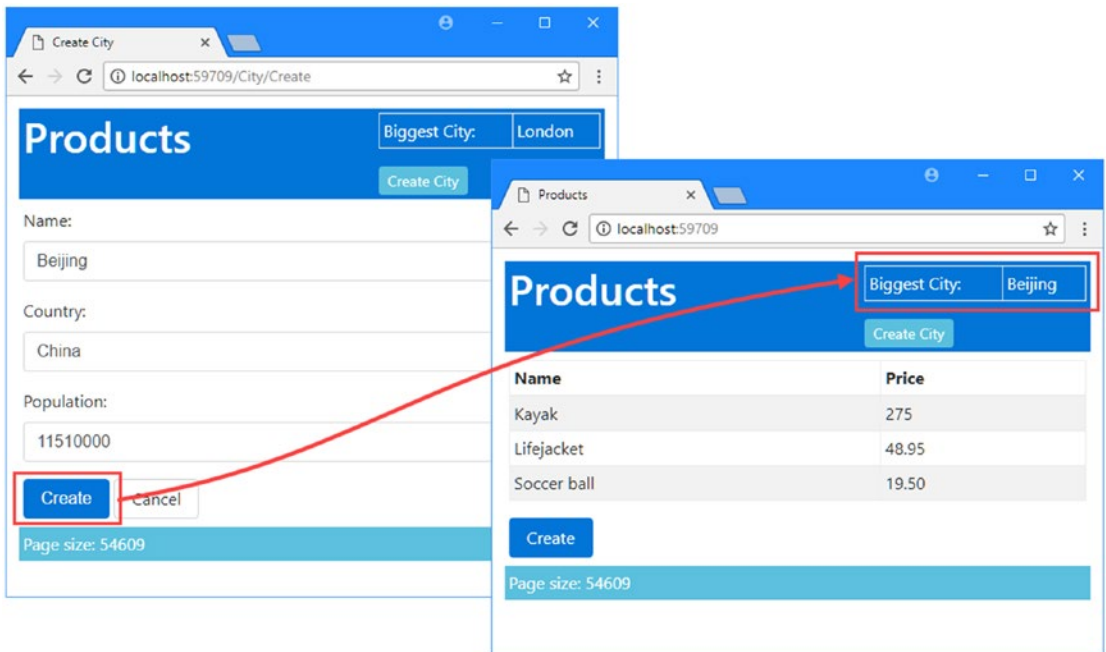 Create City
localhost:59709/City/Create
Products
Biggest City: London
Create City
Name:
Beijing
Country:
China
Population:
11510000
Create Cancel
Page size: 54609
Products
localhost:59709
Products
Biggest City: Beijing
Create City
Name Price
Kayak 275
Lifejacket 48.95
Soccer ball 19.50
Create
Page size: 54609